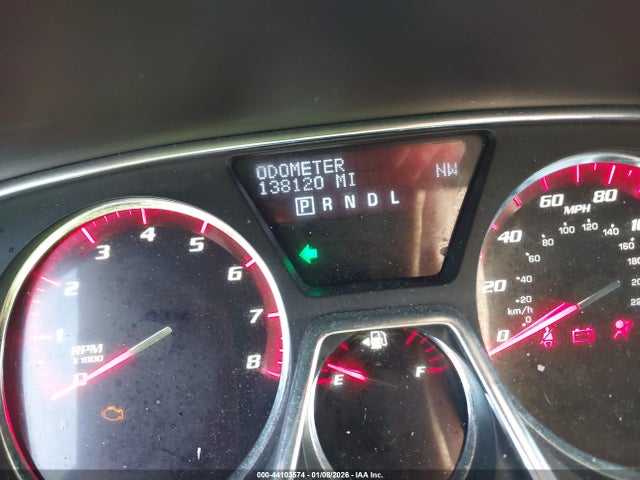 ODOMETER NW
138120 MI
P R N D L
1 2 3 4 5 6 7 8
RPM
x1000
0
E F
0 20 40 60 80
MPH
0 20 40 60 80 100 120 140 160 180
km/h
000-44103574 | 01/08/2026 - Copyright © IAA Inc.